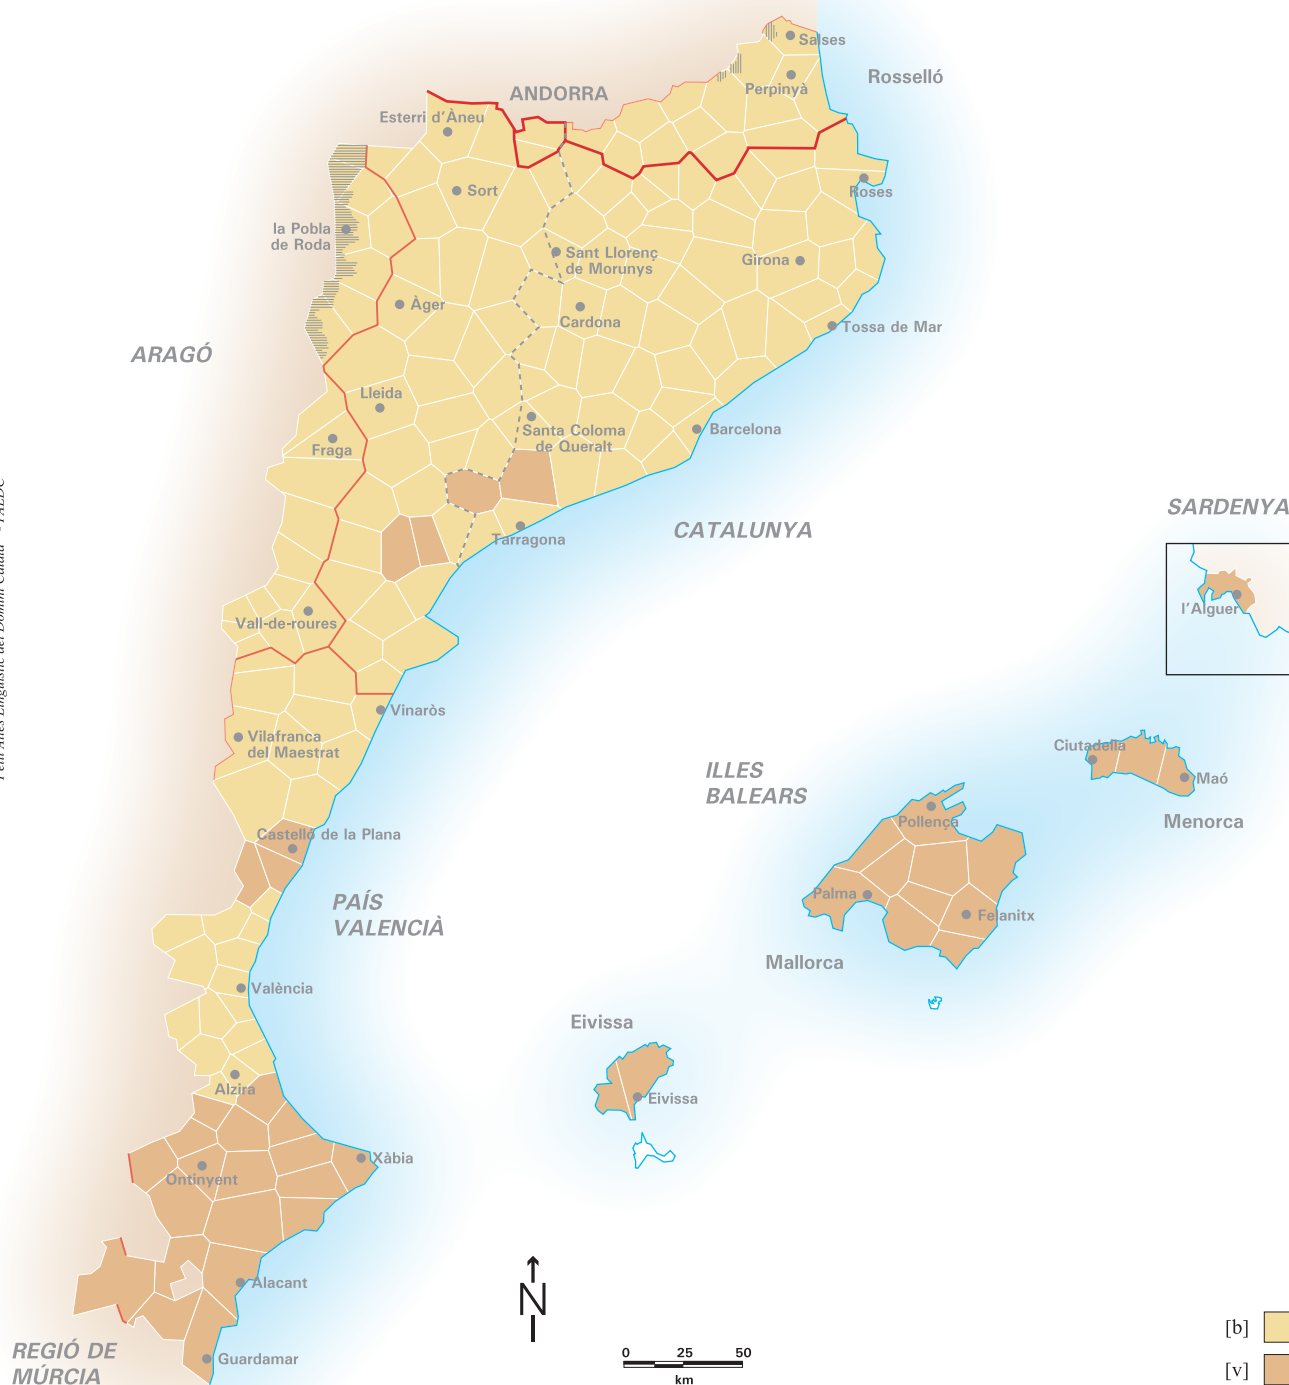 Salses
Rosselló
Perpinyà
ANDORRA
Esterri d'Àneu
Sort
Roses
la Pobla
de Roda
Sant Llorenç
de Morunys
Girona
Àger
Cardona
Tossa de Mar
ARAGÓ
Lleida
Santa Coloma
de Queralt
Barcelona
Fraga
SARDENYA
CATALUNYA
Tarragona
l'Alguer
Vall-de-roures
Vinaròs
Vilafranca
del Maestrat
Ciutadella
Maó
Menorca
ILLES
BALEARS
Pollença
Castelló de la Plana
PAÍS
VALENCIÀ
Palma
Felanitx
Mallorca
València
Eivissa
Eivissa
Alzira
Xàbia
Ontinyent
Alacant
N
REGIÓ DE
MÚRCIA
Guardamar
0 25 50
km
[b]
[v]